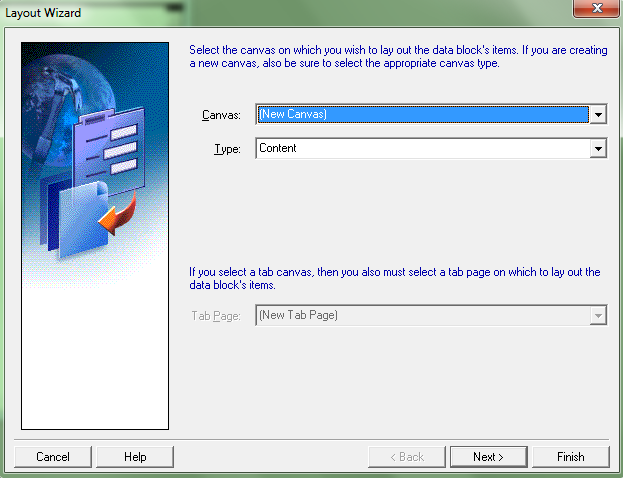 Layout Wizard
Select the canvas on which you wish to lay out the data block's items. If you are creating
a new canvas, also be sure to select the appropriate canvas type.
Canvas: (New Canvas)
Type: Content
If you select a tab canvas, then you also must select a tab page on which to lay out the
data block's items.
Tab Page: (New Tab Page)
Cancel Help < Back Next > Finish